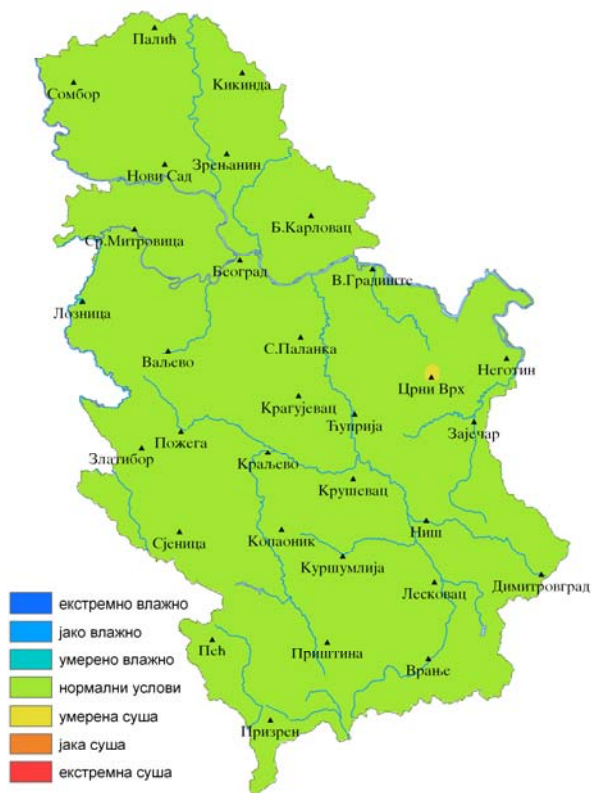 Палић
Сомбор
Кикинда
Нови Сад
Зрењанин
Б.Карловац
Ср.Митровица
Београд
В.Градиште
Лозница
Ваљево
С.Паланка
Неготин
Црни Врх
Крагујевац
Ћуприја
Зајечар
Пожега
Златибор
Краљево
Крушевац
Сјеница
Копаоник
Ниш
Куршумлија
Лесковац
Димитровград
Пећ
Приштина
Врање
Призрен
екстремно влажно
јако влажно
умерено влажно
нормални услови
умерена суша
јака суша
екстремна суша